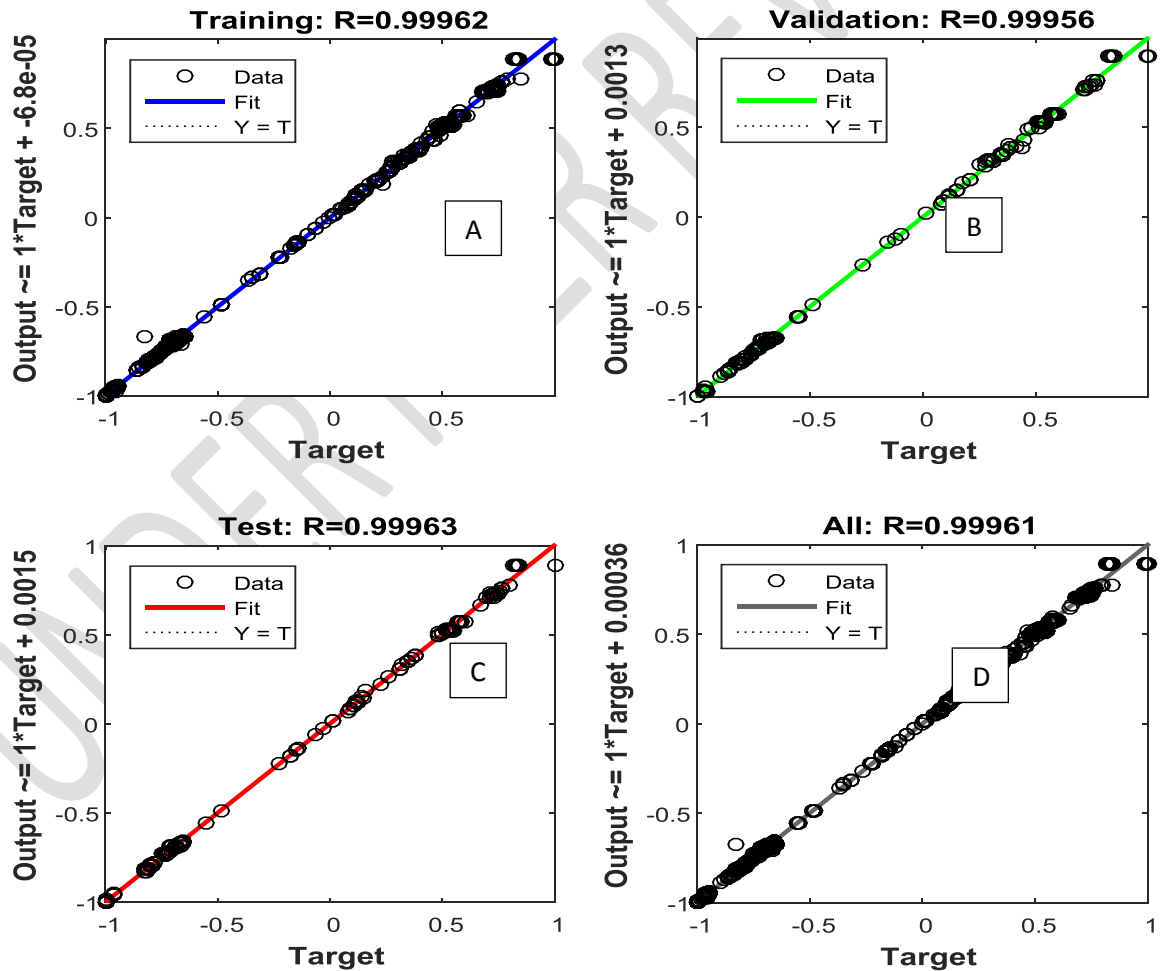 Training: R=0.99962
Output ~= 1*Target + -6.8e-05
Data
Fit
Y = T
0.5
0
-0.5
-1
A
-1
-0.5
0
0.5
Target
Validation: R=0.99956
Output ~= 1*Target + 0.0013
Data
Fit
Y = T
0.5
0
-0.5
-1
B
-1
-0.5
0
0.5
Target
Test: R=0.99963
Output ~= 1*Target + 0.0015
1
Data
Fit
Y = T
0.5
0
-0.5
-1
C
-1
-0.5
0
0.5
1
Target
All: R=0.99961
Output ~= 1*Target + 0.00036
1
Data
Fit
Y = T
0.5
0
-0.5
-1
D
-1
-0.5
0
0.5
1
Target
UNDER REV